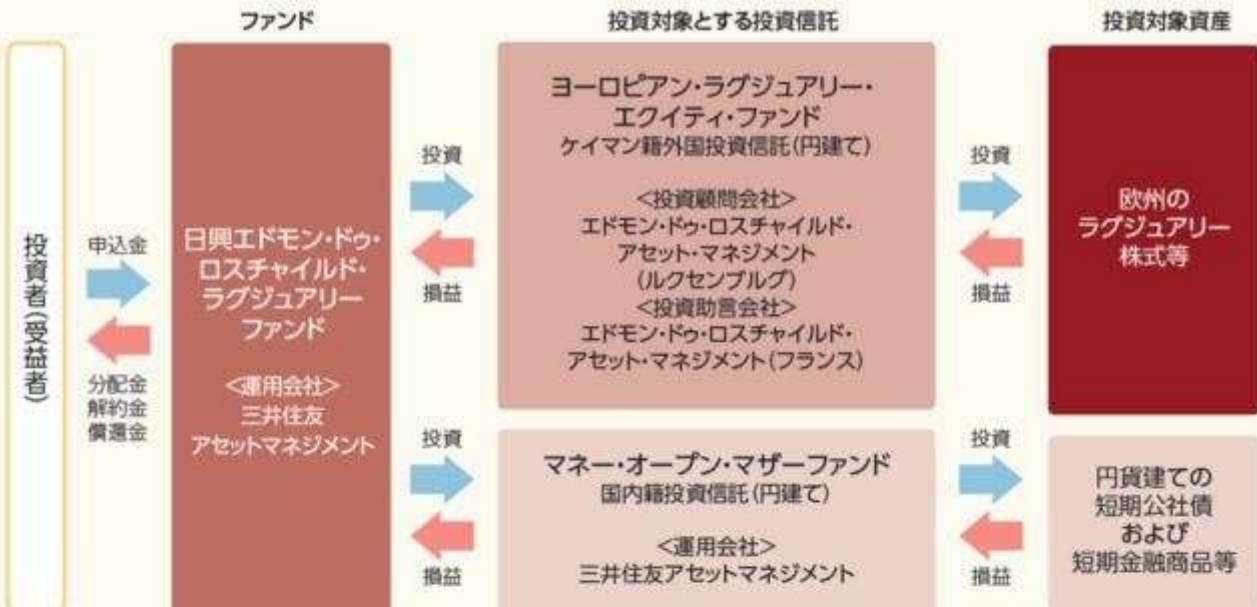 ファンド
投資対象とする投資信託
投資対象資産
投資者(受益者)
申込金
分配金
解約金
償還金
日興エドモン・ドゥ・
ロスチャイルド・
ラグジュアリー
ファンド
<運用会社>
三井住友
アセットマネジメント
投資
損益
ヨーロピアン・ラグジュアリー・
エクイティ・ファンド
ケイマン籍外国投資信託(円建て)
<投資顧問会社>
エドモン・ドゥ・ロスチャイルド・
アセット・マネジメント
(ルクセンブルグ)
<投資助言会社>
エドモン・ドゥ・ロスチャイルド・
アセット・マネジメント(フランス)
投資
損益
欧州の
ラグジュアリー
株式等
投資
損益
マネー・オープン・マザーファンド
国内籍投資信託(円建て)
<運用会社>
三井住友アセットマネジメント
投資
損益
円貨建ての
短期公社債
および
短期金融商品等